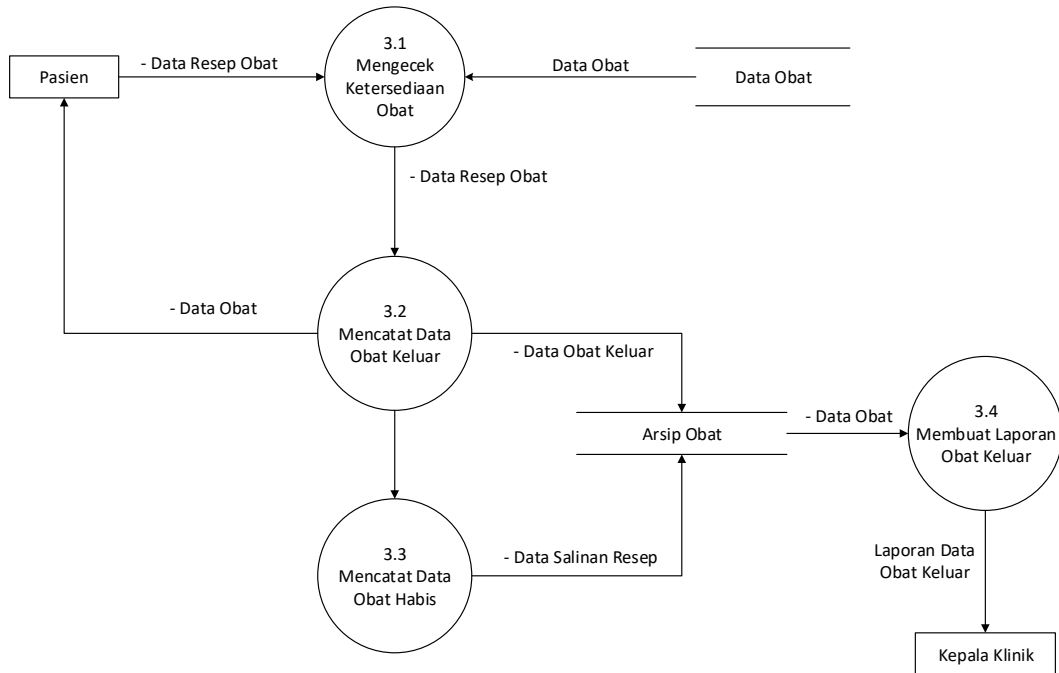 3.1
Mengecek
Ketersediaan
Obat
Pasien
- Data Resep Obat
Data Obat
Data Obat
- Data Resep Obat
- Data Obat
3.2
Mencatat Data
Obat Keluar
- Data Obat Keluar
Arsip Obat
- Data Obat
3.4
Membuat Laporan
Obat Keluar
3.3
Mencatat Data
Obat Habis
- Data Salinan Resep
Laporan Data
Obat Keluar
Kepala Klinik